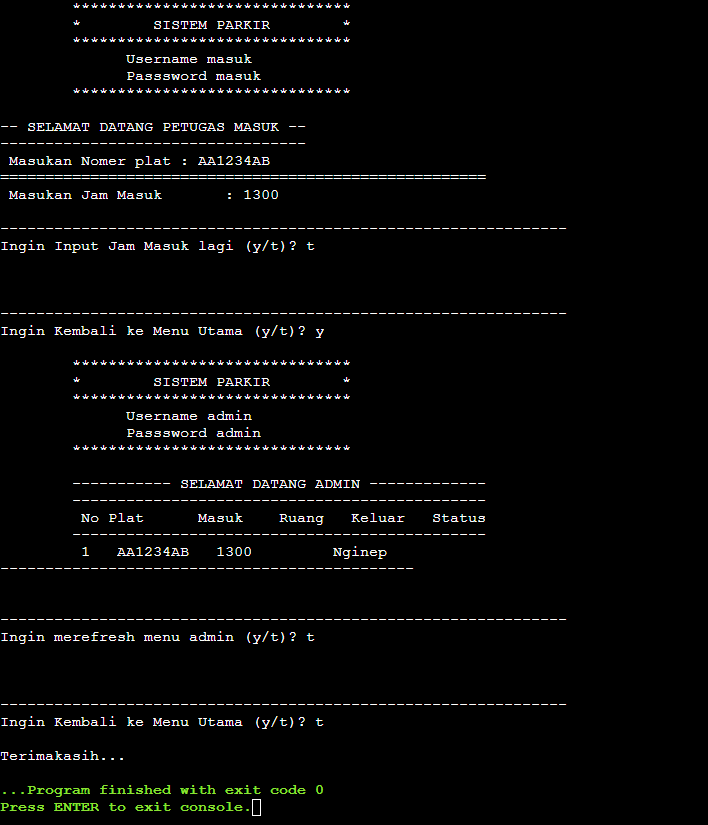 *******************************
* SISTEM PARKIR *
*******************************
Username masuk
Passsword masuk
*******************************
-- SELAMAT DATANG PETUGAS MASUK --
----------------------------------
Masukan Nomer plat : AA1234AB
======================================================
Masukan Jam Masuk : 1300
---------------------------------------------------------------
Ingin Input Jam Masuk lagi (y/t)? t
---------------------------------------------------------------
Ingin Kembali ke Menu Utama (y/t)? y
*******************************
* SISTEM PARKIR *
*******************************
Username admin
Passsword admin
*******************************
----------- SELAMAT DATANG ADMIN -------------
----------------------------------------------
No Plat Masuk Ruang Keluar Status
----------------------------------------------
1 AA1234AB 1300 Nginep
----------------------------------------------
---------------------------------------------------------------
Ingin merefresh menu admin (y/t)? t
---------------------------------------------------------------
Ingin Kembali ke Menu Utama (y/t)? t
Terimakasih...
...Program finished with exit code 0
Press ENTER to exit console.